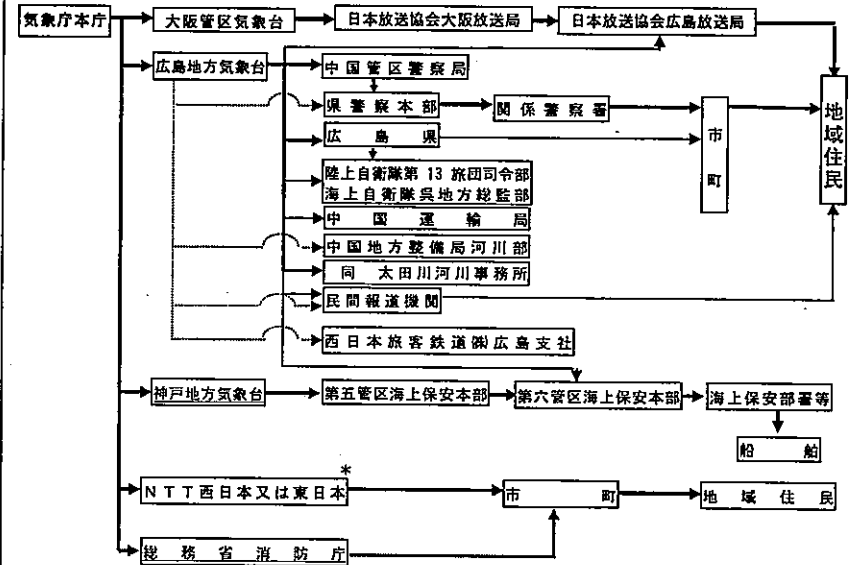 気象庁本庁
大阪管区気象台
日本放送協会大阪放送局
日本放送協会広島放送局
広島地方気象台
中国管区警察局
県警察本部
関係警察署
市町
地域住民
広島県
陸上自衛隊第13旅団司令部
海上自衛隊呉地方総監部
中国運輸局
中国地方整備局河川部
同 太田川河川事務所
民間報道機関
西日本旅客鉄道㈱広島支社
神戸地方気象台
第五管区海上保安本部
第六管区海上保安本部
海上保安部署等
船舶
NTT西日本又は東日本*
市町
地域住民
総務省消防庁